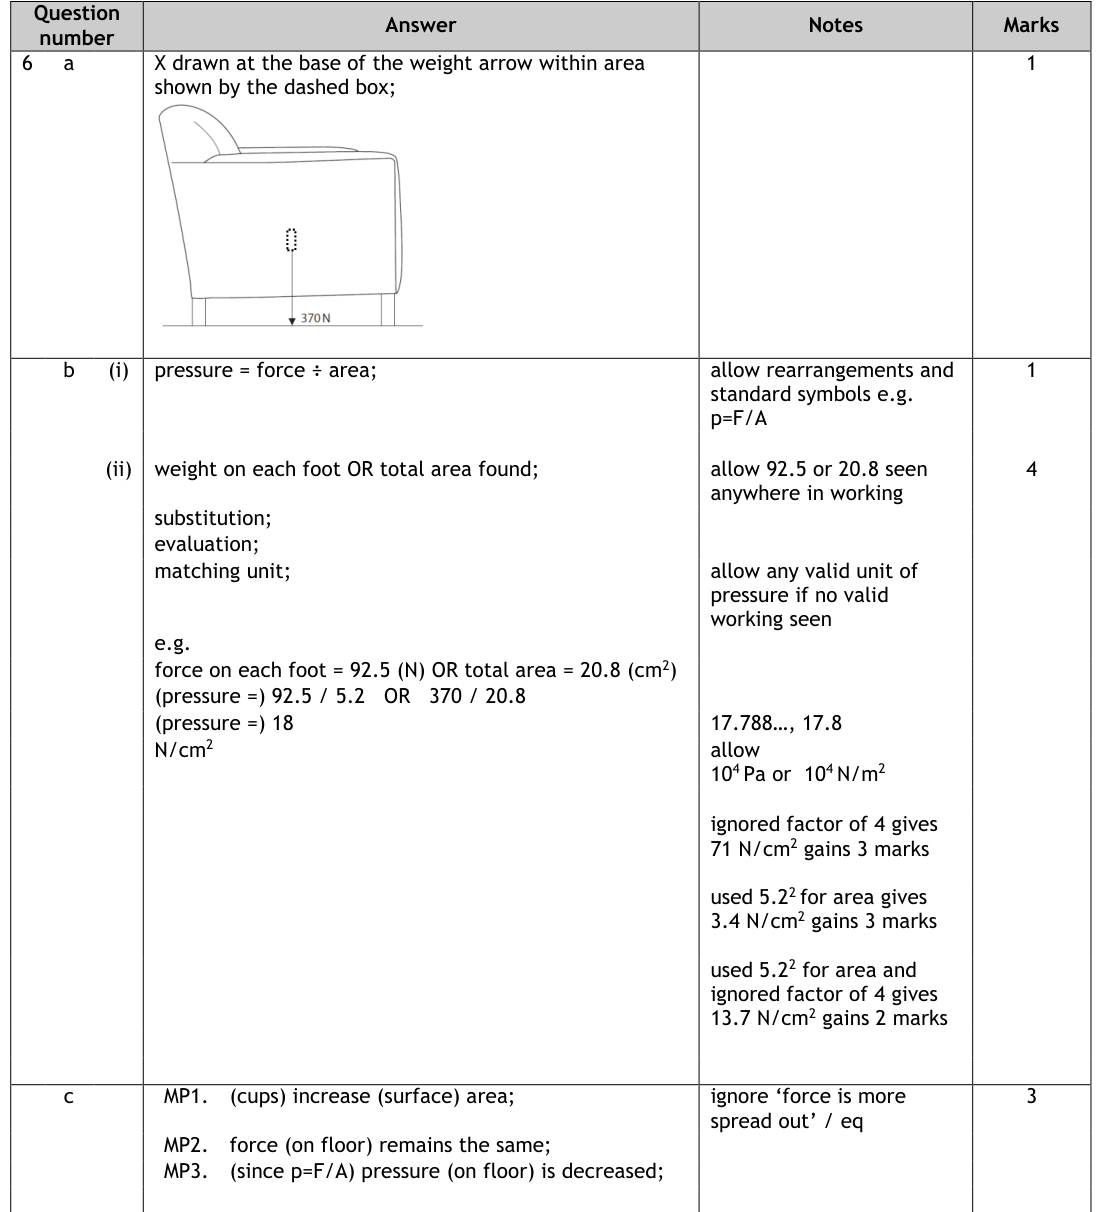 Question number
Answer
Notes
Marks
6 a
X drawn at the base of the weight arrow within area
shown by the dashed box;
1
370 N
b (i)
pressure = force ÷ area;
allow rearrangements and
standard symbols e.g.
p=F/A
1
(ii)
weight on each foot OR total area found;
allow 92.5 or 20.8 seen
anywhere in working
4
substitution;
evaluation;
matching unit;
allow any valid unit of
pressure if no valid
working seen
e.g.
force on each foot = 92.5 (N) OR total area = 20.8 (cm²)
(pressure =) 92.5 / 5.2 OR 370 / 20.8
(pressure =) 18
17.788…, 17.8
N/cm²
allow
10⁴ Pa or 10⁴ N/m²
ignored factor of 4 gives
71 N/cm² gains 3 marks
used 5.2² for area gives
3.4 N/cm² gains 3 marks
used 5.2² for area and
ignored factor of 4 gives
13.7 N/cm² gains 2 marks
c
MP1. (cups) increase (surface) area;
ignore ‘force is more
spread out’ / eq
3
MP2. force (on floor) remains the same;
MP3. (since p=F/A) pressure (on floor) is decreased;